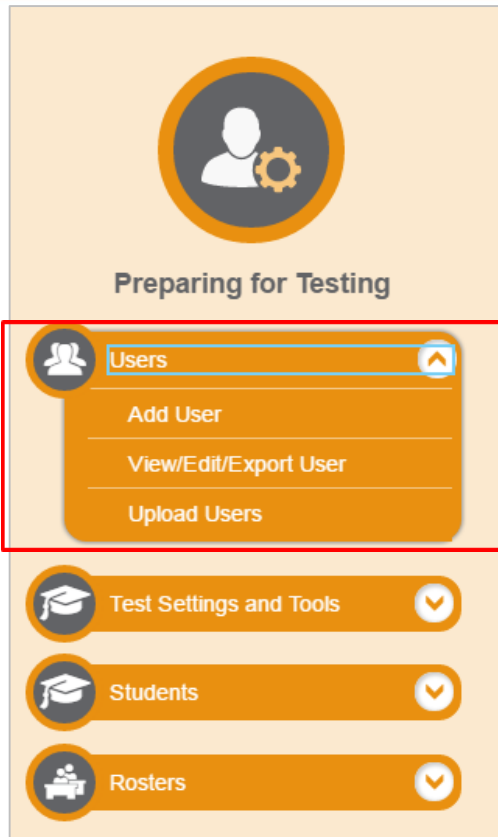 Preparing for Testing
Users
Add User
View/Edit/Export User
Upload Users
Test Settings and Tools
Students
Rosters